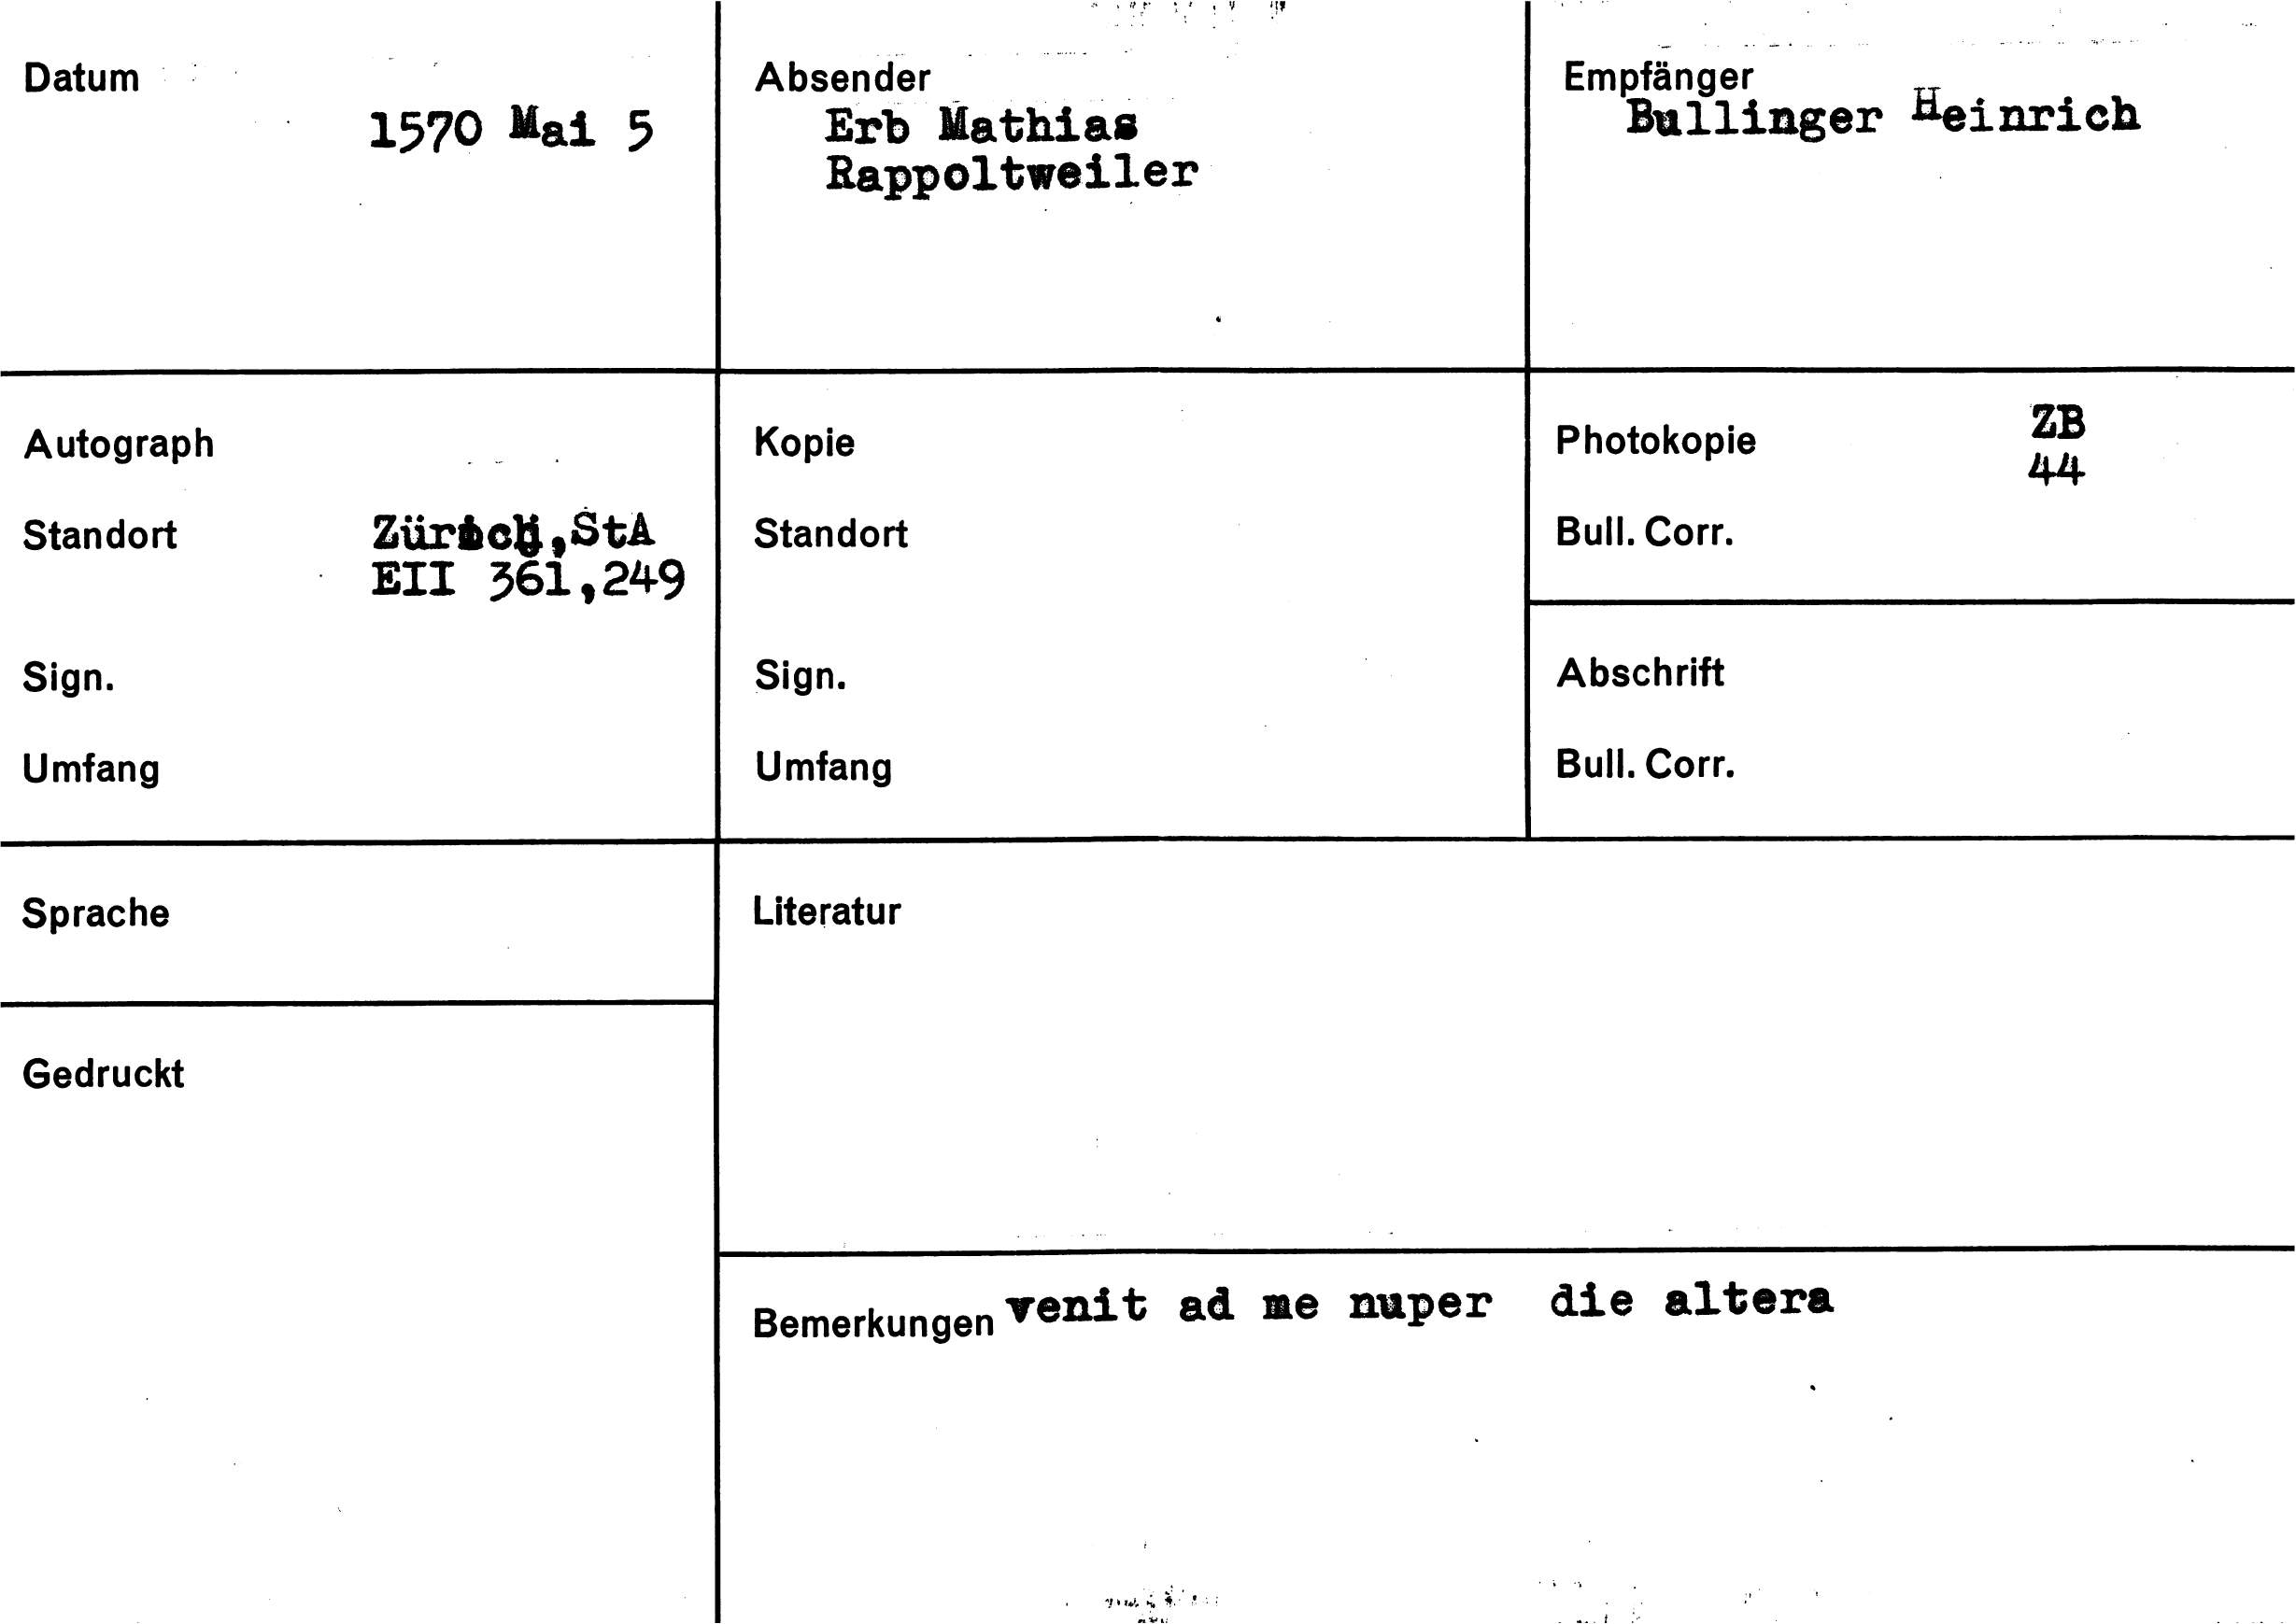 Datum
1570 Mai 5
Absender
Erb Mathias
Rappoltweiler
Empfänger
Bullinger Heinrich
Autograph
Standort
Zürich,StA
EII 361,249
Sign.
Umfang
Kopie
Standort
Sign.
Umfang
Photokopie
ZB
44
Bull. Corr.
Abschrift
Bull. Corr.
Sprache
Literatur
Gedruckt
Bemerkungen venit ad me nuper die altera